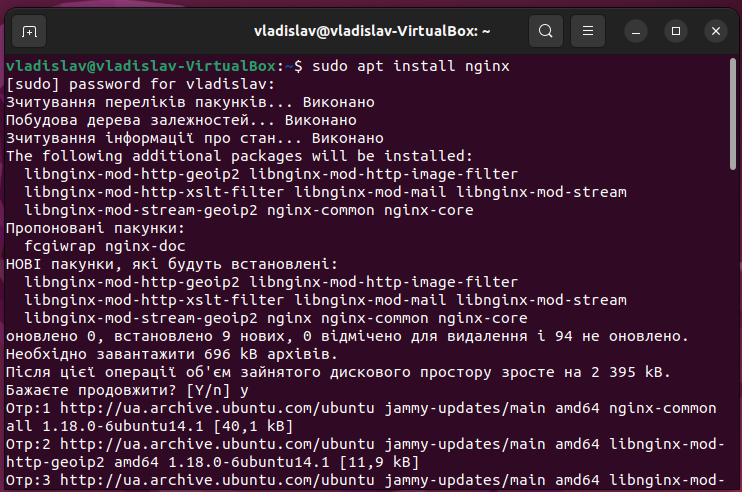 vladislav@vladislav-VirtualBox: ~
vladislav@vladislav-VirtualBox:~$ sudo apt install nginx
[sudo] password for vladislav:
Зчитування переліків пакунків... Виконано
Побудова дерева залежностей... Виконано
Зчитування інформації про стан... Виконано
The following additional packages will be installed:
  libnginx-mod-http-geoip2 libnginx-mod-http-image-filter
  libnginx-mod-http-xslt-filter libnginx-mod-mail libnginx-mod-stream
  libnginx-mod-stream-geoip2 nginx-common nginx-core
Пропоновані пакунки:
  fcgiwrap nginx-doc
НОВІ пакунки, які будуть встановлені:
  libnginx-mod-http-geoip2 libnginx-mod-http-image-filter
  libnginx-mod-http-xslt-filter libnginx-mod-mail libnginx-mod-stream
  libnginx-mod-stream-geoip2 nginx nginx-common nginx-core
оновлено 0, встановлено 9 нових, 0 відмічено для видалення і 94 не оновлено.
Необхідно завантажити 696 kB архівів.
Після цієї операції об'єм зайнятого дискового простору зросте на 2 395 kB.
Бажаєте продовжити? [Y/n] y
Отр:1 http://ua.archive.ubuntu.com/ubuntu jammy-updates/main amd64 nginx-common
all 1.18.0-6ubuntu14.1 [40,1 kB]
Отр:2 http://ua.archive.ubuntu.com/ubuntu jammy-updates/main amd64 libnginx-mod-
http-geoip2 amd64 1.18.0-6ubuntu14.1 [11,9 kB]
Отр:3 http://ua.archive.ubuntu.com/ubuntu jammy-updates/main amd64 libnginx-mod-